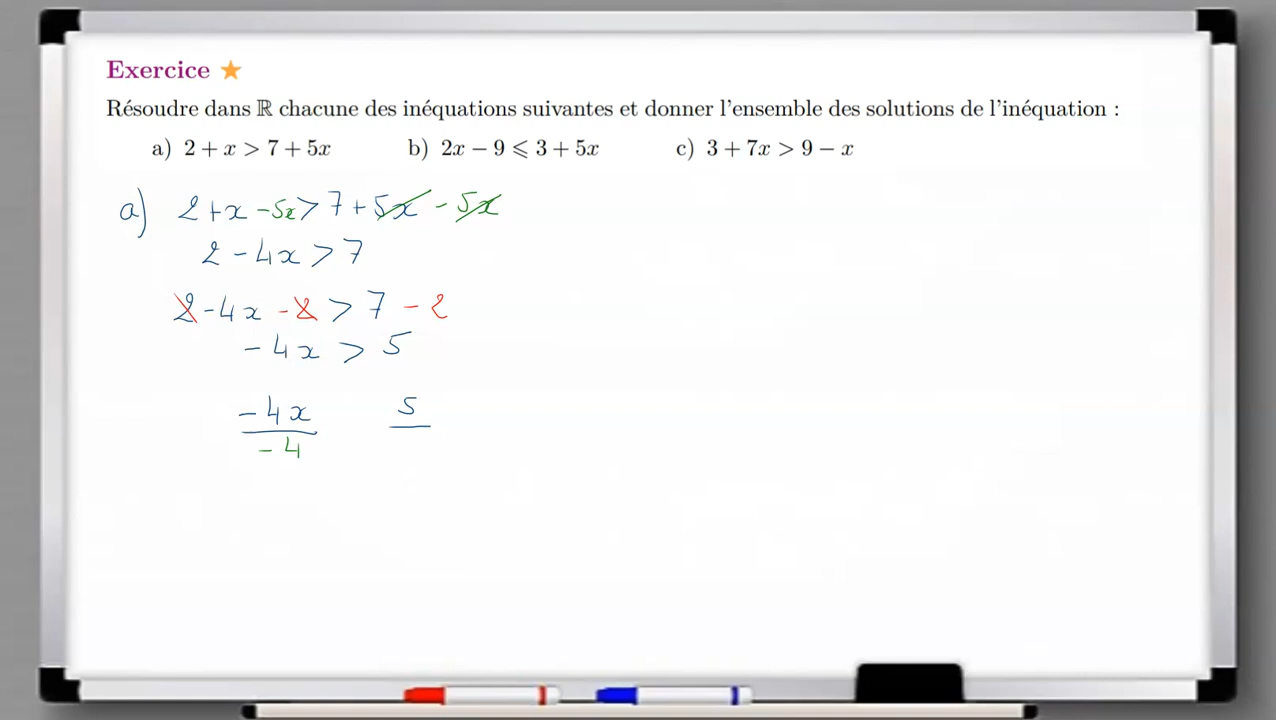 Exercice ★
Résoudre dans ℝ chacune des inéquations suivantes et donner l'ensemble des solutions de l'inéquation :
a) 2 + x > 7 + 5x b) 2x − 9 ⩽ 3 + 5x c) 3 + 7x > 9 − x
a) 2 + x − 5x > 7 + 5x − 5x
2 − 4x > 7
2 − 4x − 2 > 7 − 2
− 4x > 5
− 4x 5
− 4